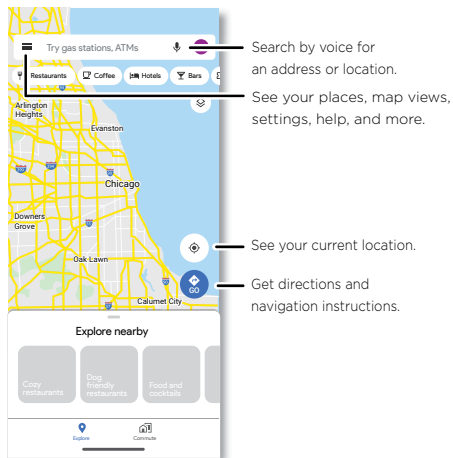 Try gas stations, ATMs
Restaurants
Coffee
Hotels
Bars
Search by voice for
an address or location.
See your places, map views,
settings, help, and more.
Arlington
Heights
Evanston
Chicago
Downers
Grove
Oak Lawn
Calumet City
See your current location.
GO
Get directions and
navigation instructions.
Explore nearby
Cozy
restaurants
Dog
friendly
restaurants
Food and
cocktails
Explore
Commute